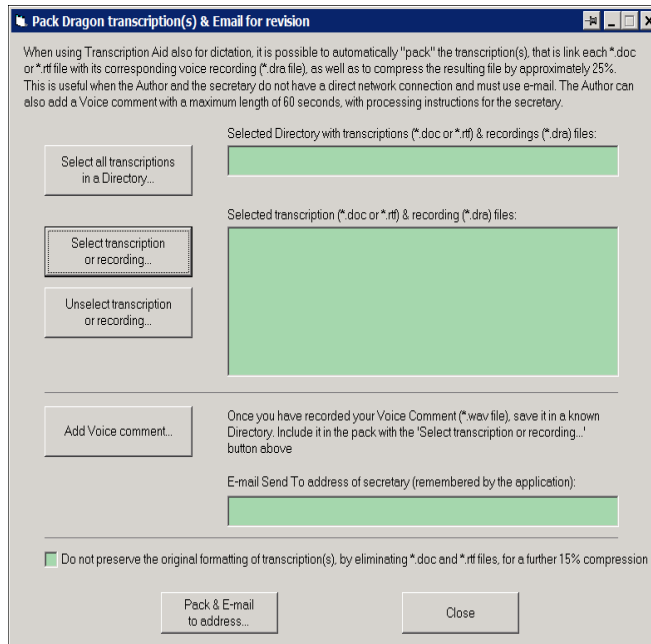 Pack Dragon transcription(s) & Email for revision
When using Transcription Aid also for dictation, it is possible to automatically "pack" the transcription(s), that is link each *.doc
or *.rtf file with its corresponding voice recording (*.dra file), as well as to compress the resulting file by approximately 25%.
This is useful when the Author and the secretary do not have a direct network connection and must use e-mail. The Author can
also add a Voice comment with a maximum length of 60 seconds, with processing instructions for the secretary.
Selected Directory with transcriptions (*.doc or *.rtf) & recordings (*.dra) files:
Select all transcriptions
in a Directory...
Selected transcription (*.doc or *.rtf) & recording (*.dra) files:
Select transcription
or recording...
Unselect transcription
or recording...
Add Voice comment...
Once you have recorded your Voice Comment (*.wav file), save it in a known
Directory. Include it in the pack with the 'Select transcription or recording...'
button above
E-mail Send To address of secretary (remembered by the application):
Do not preserve the original formatting of transcription(s), by eliminating *.doc and *.rtf files, for a further 15% compression
Pack & E-mail
to address...
Close